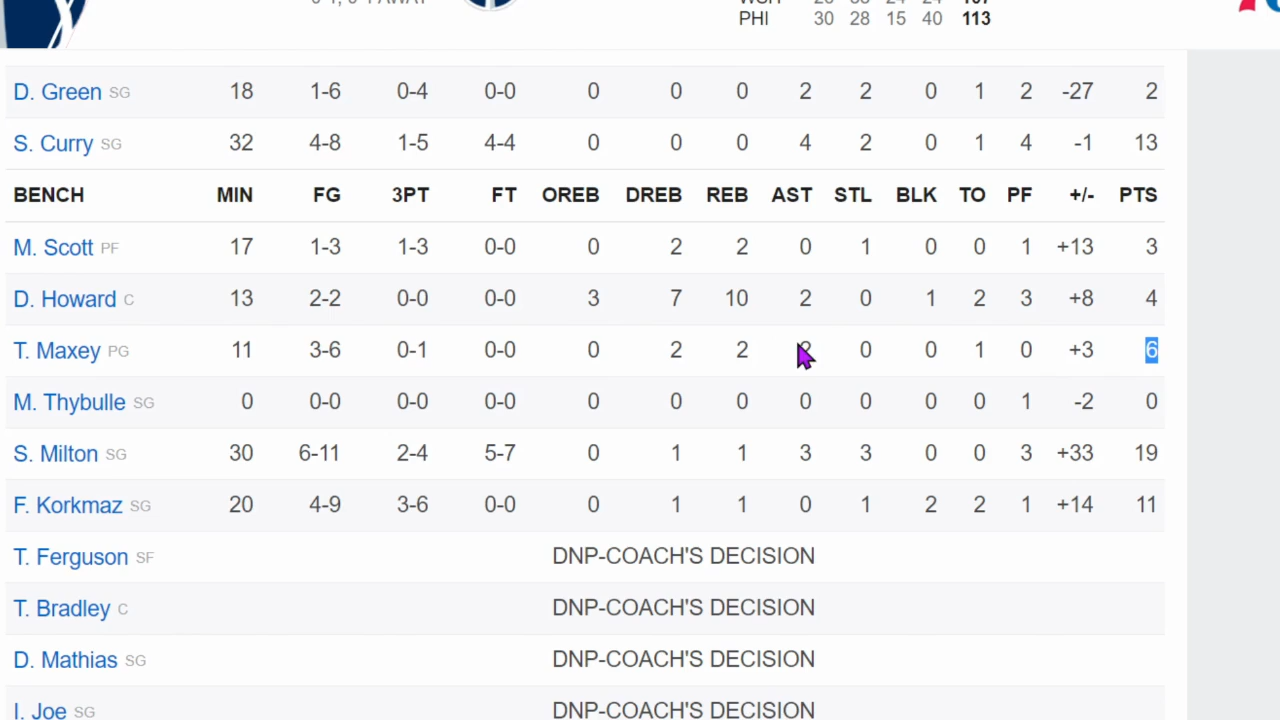 PHI 30 28 15 40 113
D. Green SG 18 1-6 0-4 0-0 0 0 0 2 2 0 1 2 -27 2
S. Curry SG 32 4-8 1-5 4-4 0 0 0 4 2 0 1 4 -1 13
BENCH MIN FG 3PT FT OREB DREB REB AST STL BLK TO PF +/- PTS
M. Scott PF 17 1-3 1-3 0-0 0 2 2 0 1 0 0 1 +13 3
D. Howard C 13 2-2 0-0 0-0 3 7 10 2 0 1 2 3 +8 4
T. Maxey PG 11 3-6 0-1 0-0 0 2 2 2 0 0 1 0 +3 6
M. Thybulle SG 0 0-0 0-0 0-0 0 0 0 0 0 0 0 1 -2 0
S. Milton SG 30 6-11 2-4 5-7 0 1 1 3 3 0 0 3 +33 19
F. Korkmaz SG 20 4-9 3-6 0-0 0 1 1 0 1 2 2 1 +14 11
T. Ferguson SF DNP-COACH'S DECISION
T. Bradley C DNP-COACH'S DECISION
D. Mathias SG DNP-COACH'S DECISION
I. Joe SG DNP-COACH'S DECISION